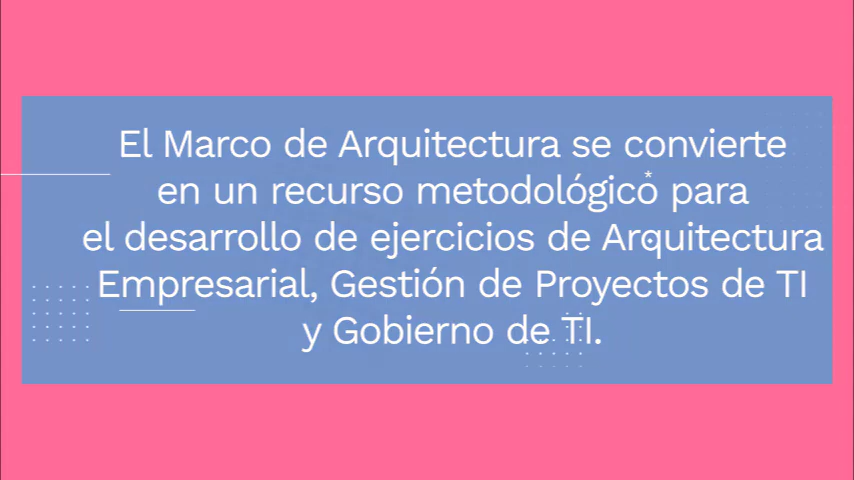 El Marco de Arquitectura se convierte
en un recurso metodológico para
el desarrollo de ejercicios de Arquitectura
Empresarial, Gestión de Proyectos de TI
y Gobierno de TI.